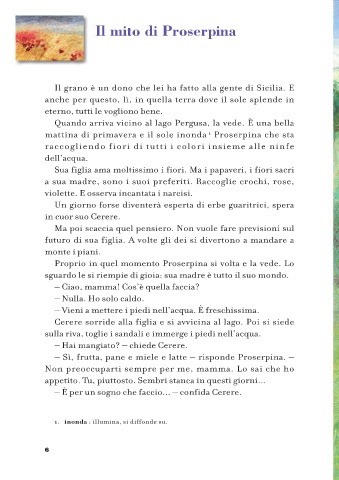 Il mito di Proserpina
Il grano è un dono che lei ha fatto alla gente di Sicilia. E
anche per questo, lì, in quella terra dove il sole splende in
eterno, tutti le vogliono bene.
Quando arriva vicino al lago Pergusa, la vede. È una bella
mattina di primavera e il sole inonda¹ Proserpina che sta
raccogliendo fiori di tutti i colori insieme alle ninfe
dell'acqua.
Sua figlia ama moltissimo i fiori. Ma i papaveri, i fiori sacri
a sua madre, sono i suoi preferiti. Raccoglie crochi, rose,
violette. E osserva incantata i narcisi.
Un giorno forse diventerà esperta di erbe guaritrici, spera
in cuor suo Cerere.
Ma poi scaccia quel pensiero. Non vuole fare previsioni sul
futuro di sua figlia. A volte gli dei si divertono a mandare a
monte i piani.
Proprio in quel momento Proserpina si volta e la vede. Lo
sguardo le si riempie di gioia: sua madre è tutto il suo mondo.
– Ciao, mamma! Cos'è quella faccia?
– Nulla. Ho solo caldo.
– Vieni a mettere i piedi nell'acqua. È freschissima.
Cerere sorride alla figlia e si avvicina al lago. Poi si siede
sulla riva, toglie i sandali e immerge i piedi nell'acqua.
– Hai mangiato? – chiede Cerere.
– Sì, frutta, pane e miele e latte – risponde Proserpina. –
Non preoccuparti sempre per me, mamma. Lo sai che ho
appetito. Tu, piuttosto. Sembri stanca in questi giorni...
– È per un sogno che faccio... – confida Cerere.
1. inonda : illumina, si diffonde su.
6